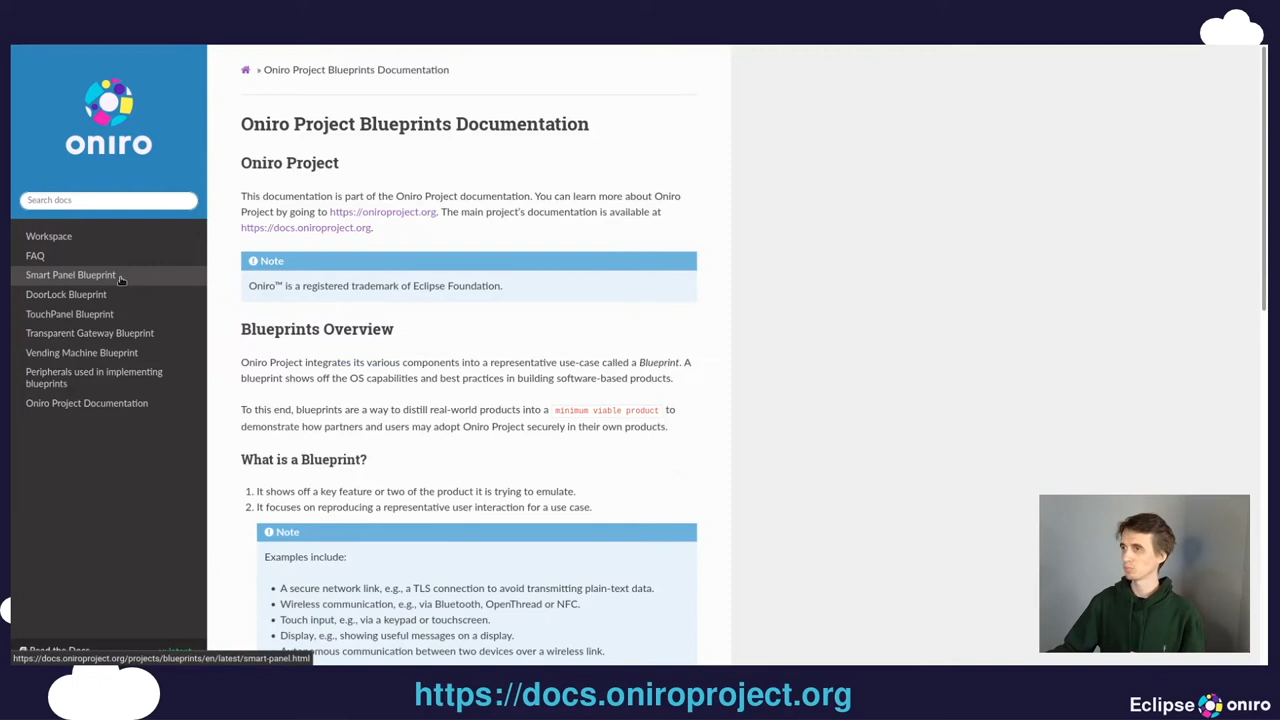 oniro
Search docs
Workspace
FAQ
Smart Panel Blueprint
DoorLock Blueprint
TouchPanel Blueprint
Transparent Gateway Blueprint
Vending Machine Blueprint
Peripherals used in implementing
blueprints
Oniro Project Documentation
Read the Docs
» Oniro Project Blueprints Documentation
Oniro Project Blueprints Documentation
Oniro Project
This documentation is part of the Oniro Project documentation. You can learn more about Oniro
Project by going to https://oniroproject.org. The main project's documentation is available at
https://docs.oniroproject.org.
Note
Oniro™ is a registered trademark of Eclipse Foundation.
Blueprints Overview
Oniro Project integrates its various components into a representative use-case called a Blueprint. A
blueprint shows off the OS capabilities and best practices in building software-based products.
To this end, blueprints are a way to distill real-world products into a minimum viable product to
demonstrate how partners and users may adopt Oniro Project securely in their own products.
What is a Blueprint?
1. It shows off a key feature or two of the product it is trying to emulate.
2. It focuses on reproducing a representative user interaction for a use case.
Note
Examples include:
• A secure network link, e.g., a TLS connection to avoid transmitting plain-text data.
• Wireless communication, e.g., via Bluetooth, OpenThread or NFC.
• Touch input, e.g., via a keypad or touchscreen.
• Display, e.g., showing useful messages on a display.
Autonomous communication between two devices over a wireless link.
https://docs.oniroproject.org/projects/blueprints/en/latest/smart-panel.html
https://docs.oniroproject.org
Eclipse oniro